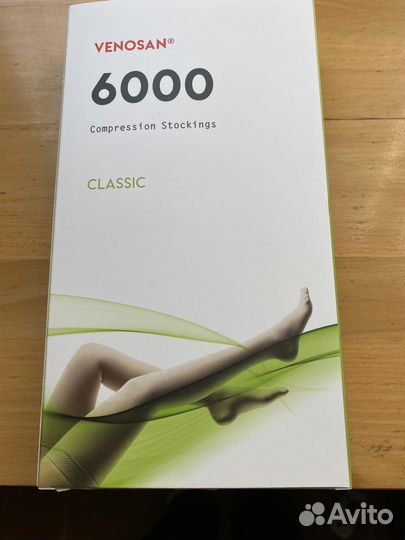 VENOSAN®
6000
Compression Stockings
CLASSIC
Avito